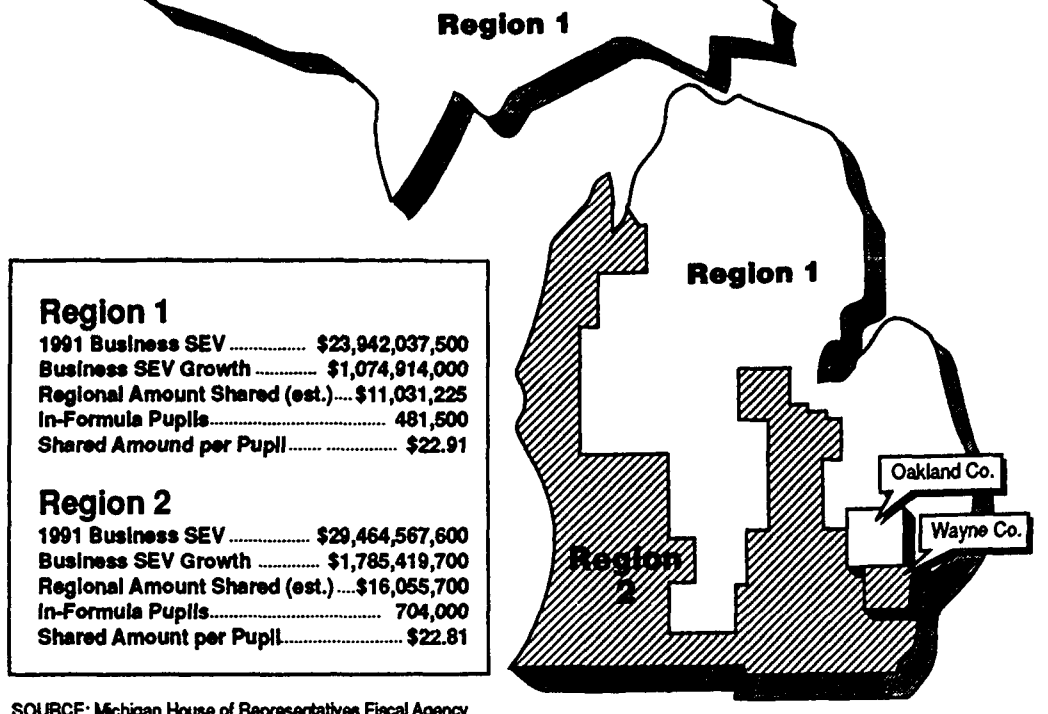 Region 1
Region 1
Region 1
1991 Business SEV ............... $23,942,037,500
Business SEV Growth ............ $1,074,914,000
Regional Amount Shared (est.)....$11,031,225
In-Formula Pupils........................................... 481,500
Shared Amound per Pupil....... ................ $22.91
Region 2
1991 Business SEV ................ $29,464,567,600
Business SEV Growth ............ $1,785,419,700
Regional Amount Shared (est.)....$16,055,700
In-Formula Pupils......................................... 704,000
Shared Amount per Pupil........................... $22.81
Oakland Co.
Wayne Co.
Region
2
SOURCE: Michigan House of Representatives Fiscal Agency